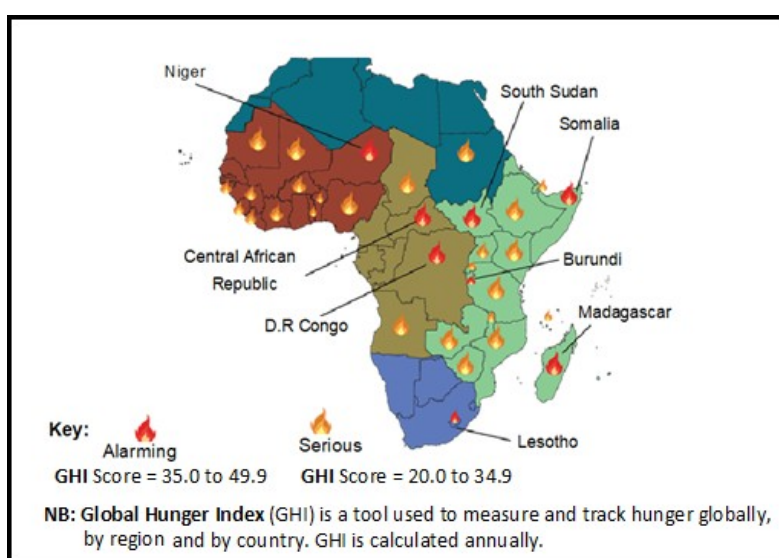 Niger
South Sudan
Somalia
Central African
Republic
Burundi
D.R Congo
Madagascar
Lesotho
Key:
Alarming
Serious
GHI Score = 35.0 to 49.9
GHI Score = 20.0 to 34.9
NB: Global Hunger Index (GHI) is a tool used to measure and track hunger globally,
by region and by country. GHI is calculated annually.